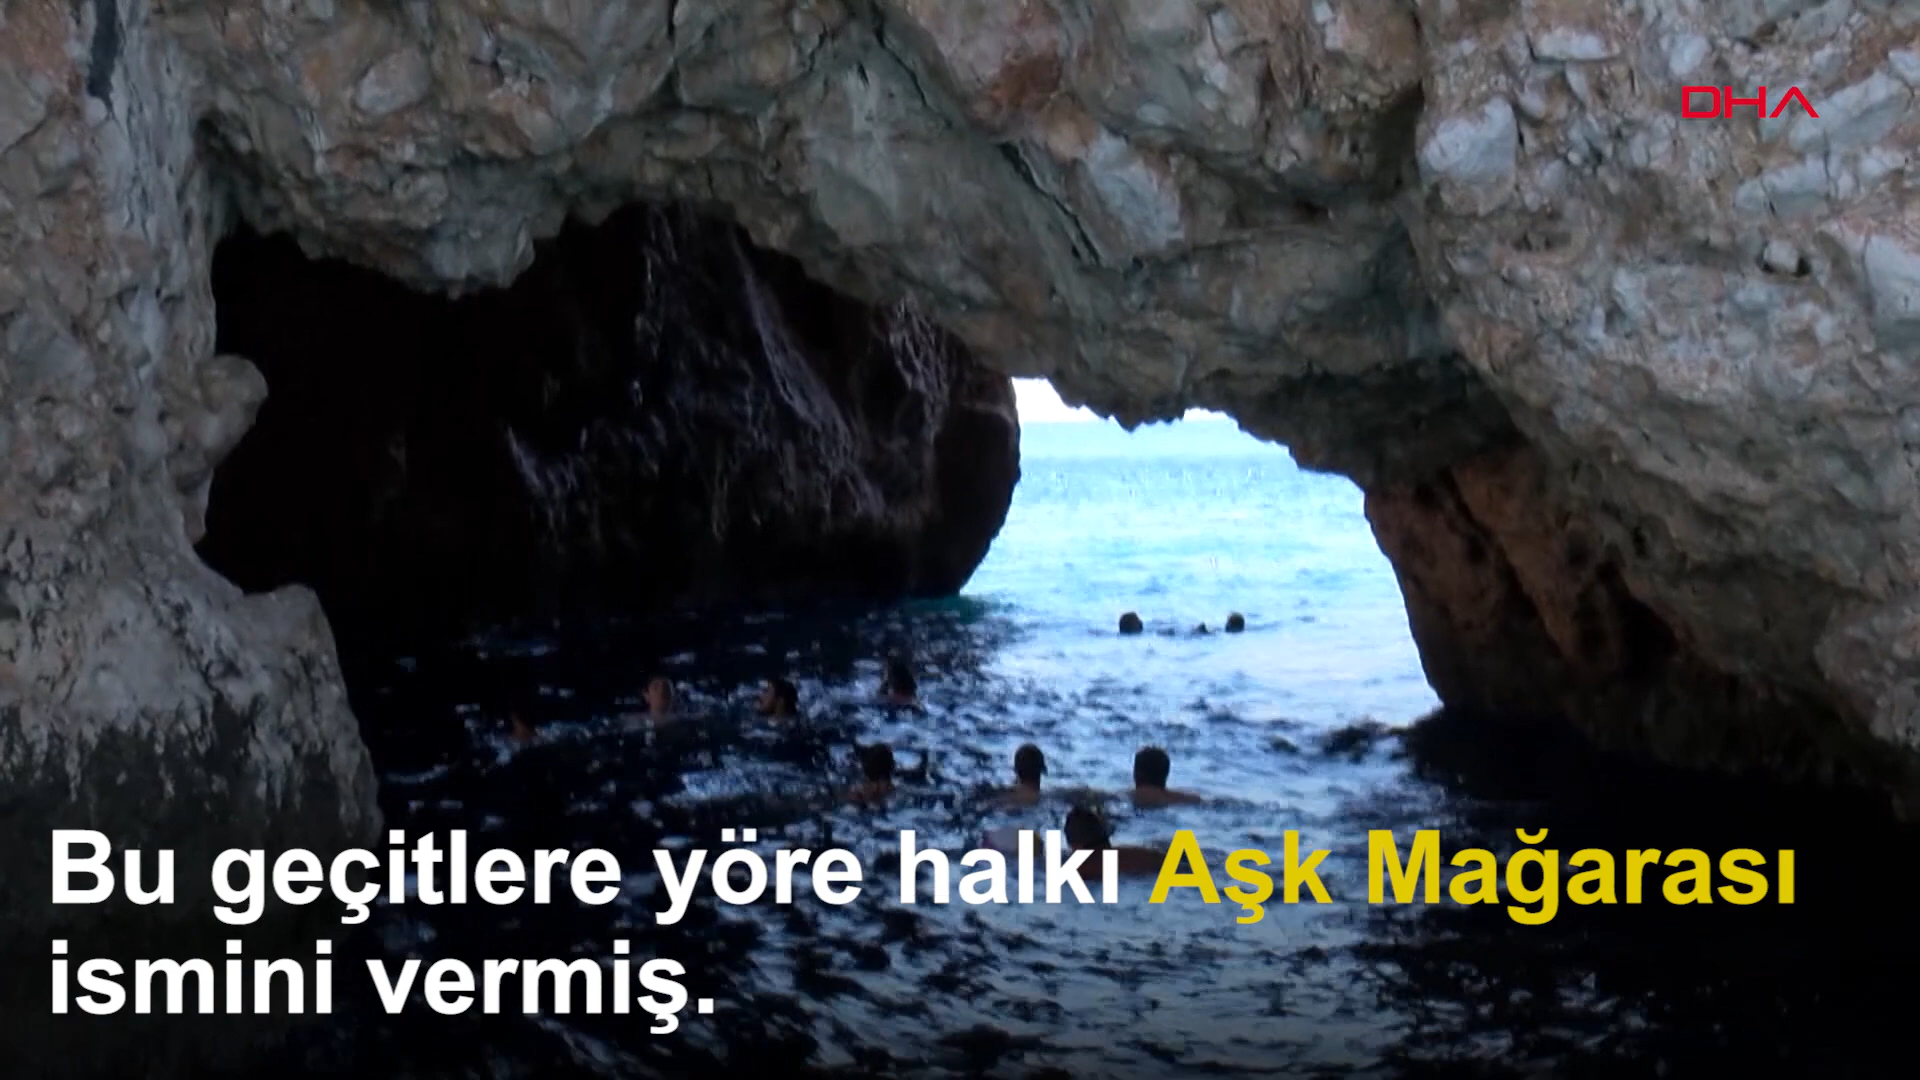 DHA
Bu geçitlere yöre halkı Aşk Mağarası
ismini vermiş.